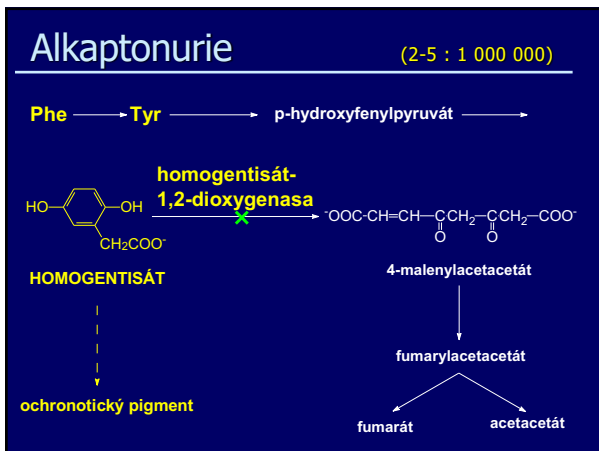 Alkaptonurie
(2-5 : 1 000 000)
Phe
Tyr
p-hydroxyfenylpyruvát
homogentisát-
1,2-dioxygenasa
HO
OH
CH₂COO⁻
⁻OOC-CH=CH-C-CH₂-C-CH₂-COO⁻
O
O
HOMOGENTISÁT
4-malenylacetacetát
fumarylacetacetát
ochronotický pigment
fumarát
acetacetát